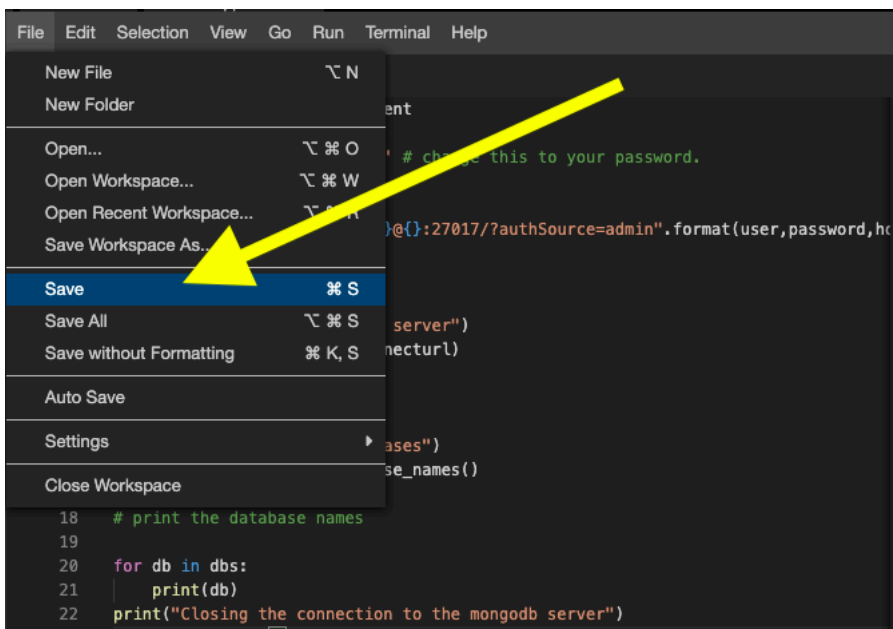 File Edit Selection View Go Run Terminal Help
New File ⌥ N
New Folder
ent
Open... ⌥ ⌘ O
' # change this to your password.
Open Workspace... ⌥ ⌘ W
Open Recent Workspace... ⌥ ⌘ R
}@{}:27017/?authSource=admin".format(user,password,ho
Save Workspace As...
Save ⌘ S
Save All ⌥ ⌘ S
server")
Save without Formatting ⌘ K, S
necturl)
Auto Save
Settings
ases")
se_names()
Close Workspace
18 # print the database names
19
20 for db in dbs:
21 print(db)
22 print("Closing the connection to the mongodb server")